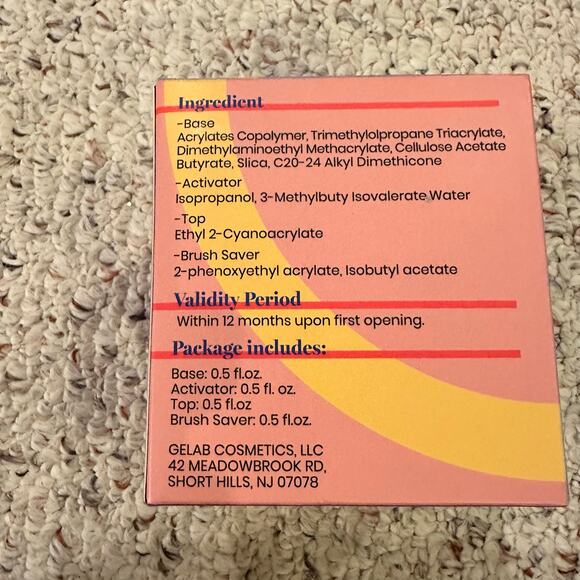 Ingredient
-Base
Acrylates Copolymer, Trimethylolpropane Triacrylate,
Dimethylaminoethyl Methacrylate, Cellulose Acetate
Butyrate, Slica, C20-24 Alkyl Dimethicone
-Activator
Isopropanol, 3-Methylbuty Isovalerate,Water
-Top
Ethyl 2-Cyanoacrylate
-Brush Saver
2-phenoxyethyl acrylate, Isobutyl acetate
Validity Period
Within 12 months upon first opening.
Package includes:
Base: 0.5 fl.oz.
Activator: 0.5 fl. oz.
Top: 0.5 fl.oz
Brush Saver: 0.5 fl.oz.
GELAB COSMETICS, LLC
42 MEADOWBROOK RD,
SHORT HILLS, NJ 07078